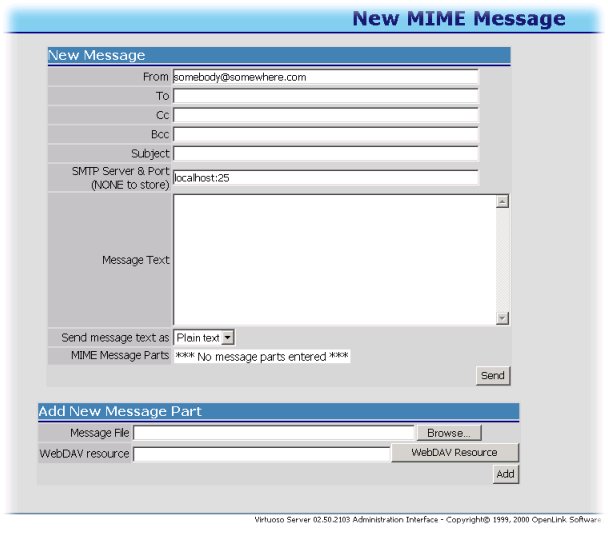 New MIME Message
New Message
From somebody@somewhere.com
To
Cc
Bcc
Subject
SMTP Server & Port
(NONE to store) localhost:25
Message Text
Send message text as Plain text
MIME Message Parts *** No message parts entered ***
Send
Add New Message Part
Message File Browse...
WebDAV resource WebDAV Resource
Add
Virtuoso Server 02.50.2103 Administration Interface - Copyright© 1999, 2000 OpenLink Software